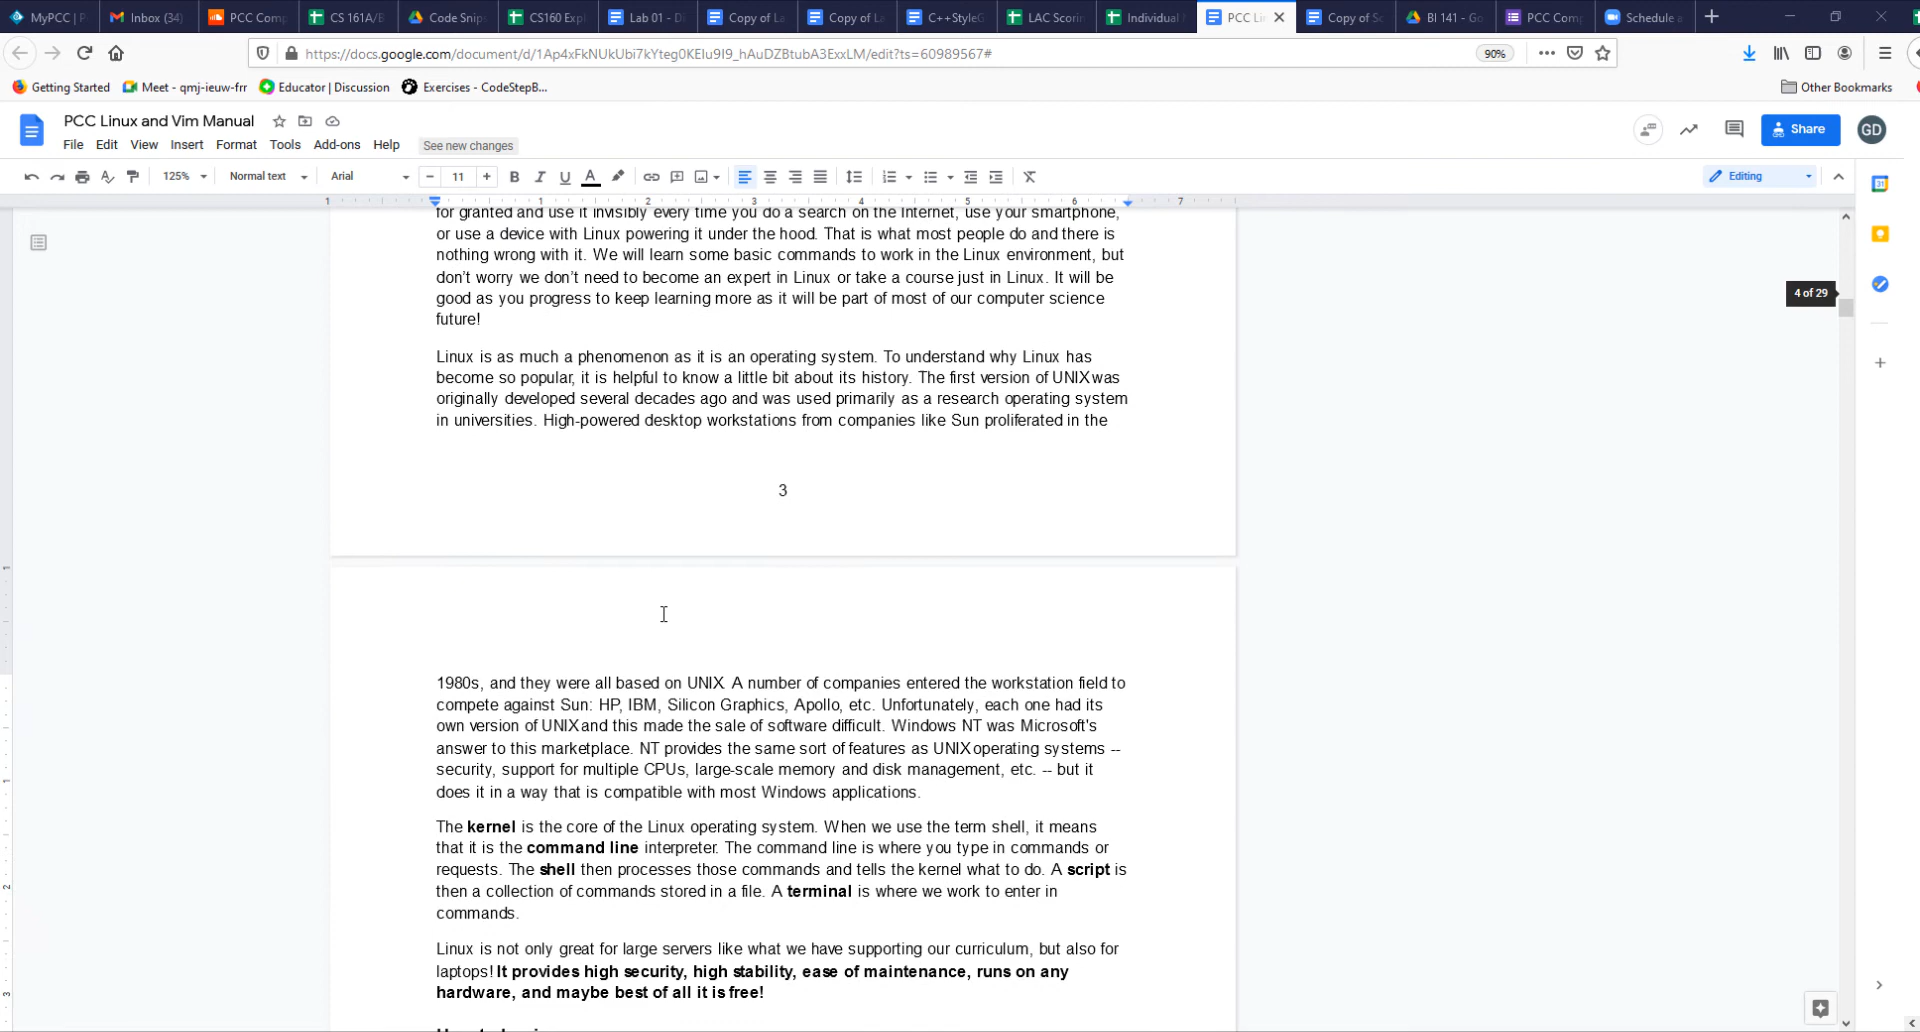 MyPCC | P
Inbox (34)
PCC Comp
CS 161A/B
Code Snip
CS160 Expl
Lab 01 - Di
Copy of La
Copy of La
C++StyleG
LAC Scorin
Individual
PCC Li
Copy of Sc
BI 141 - Go
PCC Comp
Schedule a
https://docs.google.com/document/d/1Ap4xFkNUkUbi7kYteg0KEIu9I9_hAuDZBtubA3ExxLM/edit?ts=60989567#
90%
Getting Started
Meet - qmj-ieuw-frr
Educator | Discussion
Exercises - CodeStepB...
Other Bookmarks
PCC Linux and Vim Manual
Share
GD
File Edit View Insert Format Tools Add-ons Help See new changes
125% Normal text Arial − 11 + B I U A Editing
1 1 2 3 4 5 6 7
for granted and use it invisibly every time you do a search on the Internet, use your smartphone,
or use a device with Linux powering it under the hood. That is what most people do and there is
nothing wrong with it. We will learn some basic commands to work in the Linux environment, but
don’t worry we don’t need to become an expert in Linux or take a course just in Linux. It will be
good as you progress to keep learning more as it will be part of most of our computer science
future!
4 of 29
Linux is as much a phenomenon as it is an operating system. To understand why Linux has
become so popular, it is helpful to know a little bit about its history. The first version of UNIX was
originally developed several decades ago and was used primarily as a research operating system
in universities. High-powered desktop workstations from companies like Sun proliferated in the
3
1980s, and they were all based on UNIX. A number of companies entered the workstation field to
compete against Sun: HP, IBM, Silicon Graphics, Apollo, etc. Unfortunately, each one had its
own version of UNIX and this made the sale of software difficult. Windows NT was Microsoft's
answer to this marketplace. NT provides the same sort of features as UNIX operating systems --
security, support for multiple CPUs, large-scale memory and disk management, etc. -- but it
does it in a way that is compatible with most Windows applications.
The kernel is the core of the Linux operating system. When we use the term shell, it means
that it is the command line interpreter. The command line is where you type in commands or
requests. The shell then processes those commands and tells the kernel what to do. A script is
then a collection of commands stored in a file. A terminal is where we work to enter in
commands.
Linux is not only great for large servers like what we have supporting our curriculum, but also for
laptops! It provides high security, high stability, ease of maintenance, runs on any
hardware, and maybe best of all it is free!